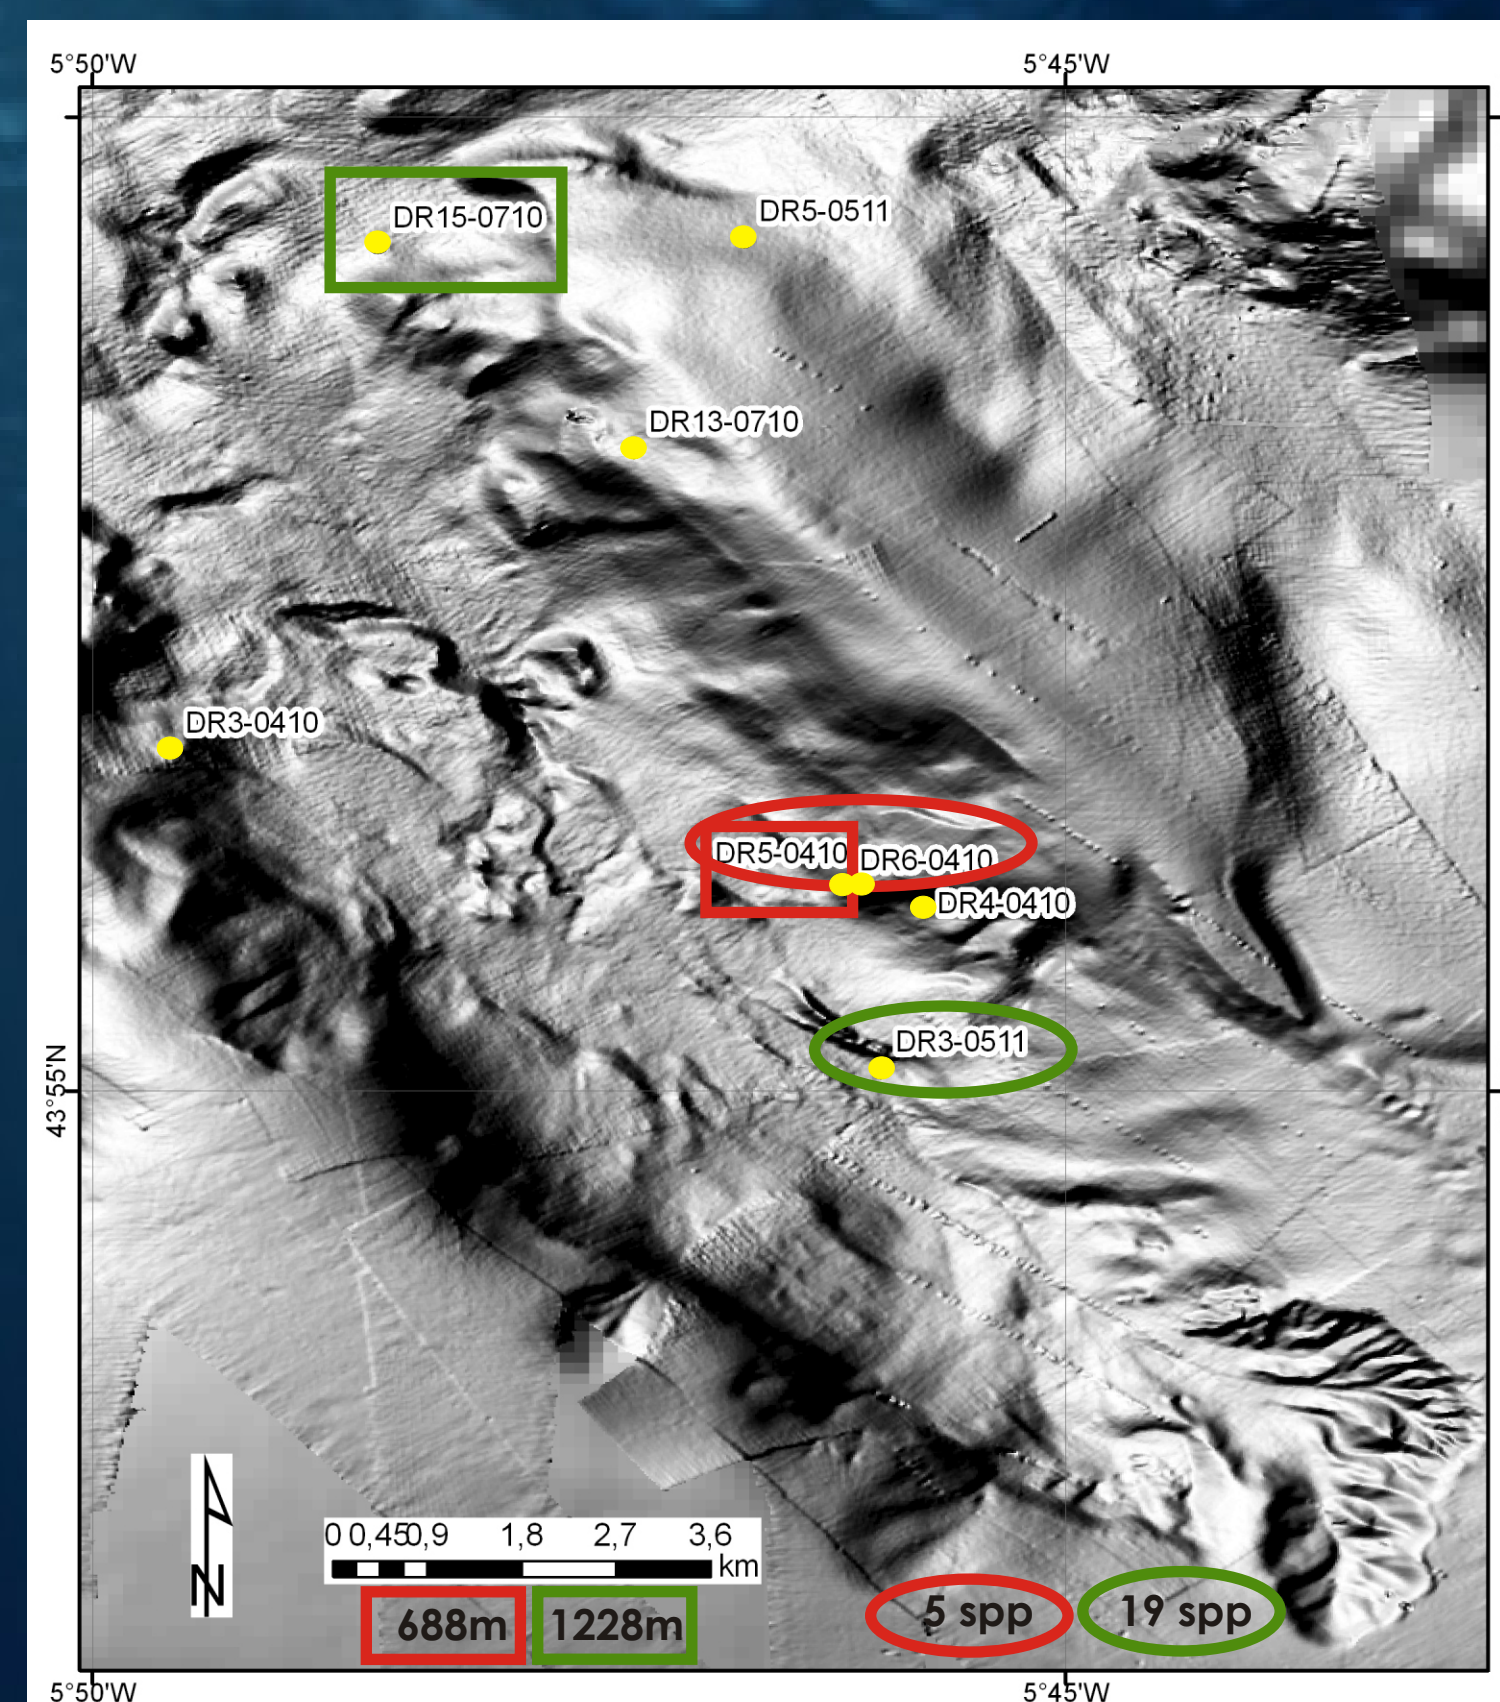 5°50'W 5°45'W
DR15-0710 DR5-0511
DR13-0710
DR3-0410
DR5-0410 DR6-0410
DR4-0410
DR3-0511
43°55'N
0 0,45 0,9 1,8 2,7 3,6
km
N
688m 1228m 5 spp 19 spp
5°50'W 5°45'W